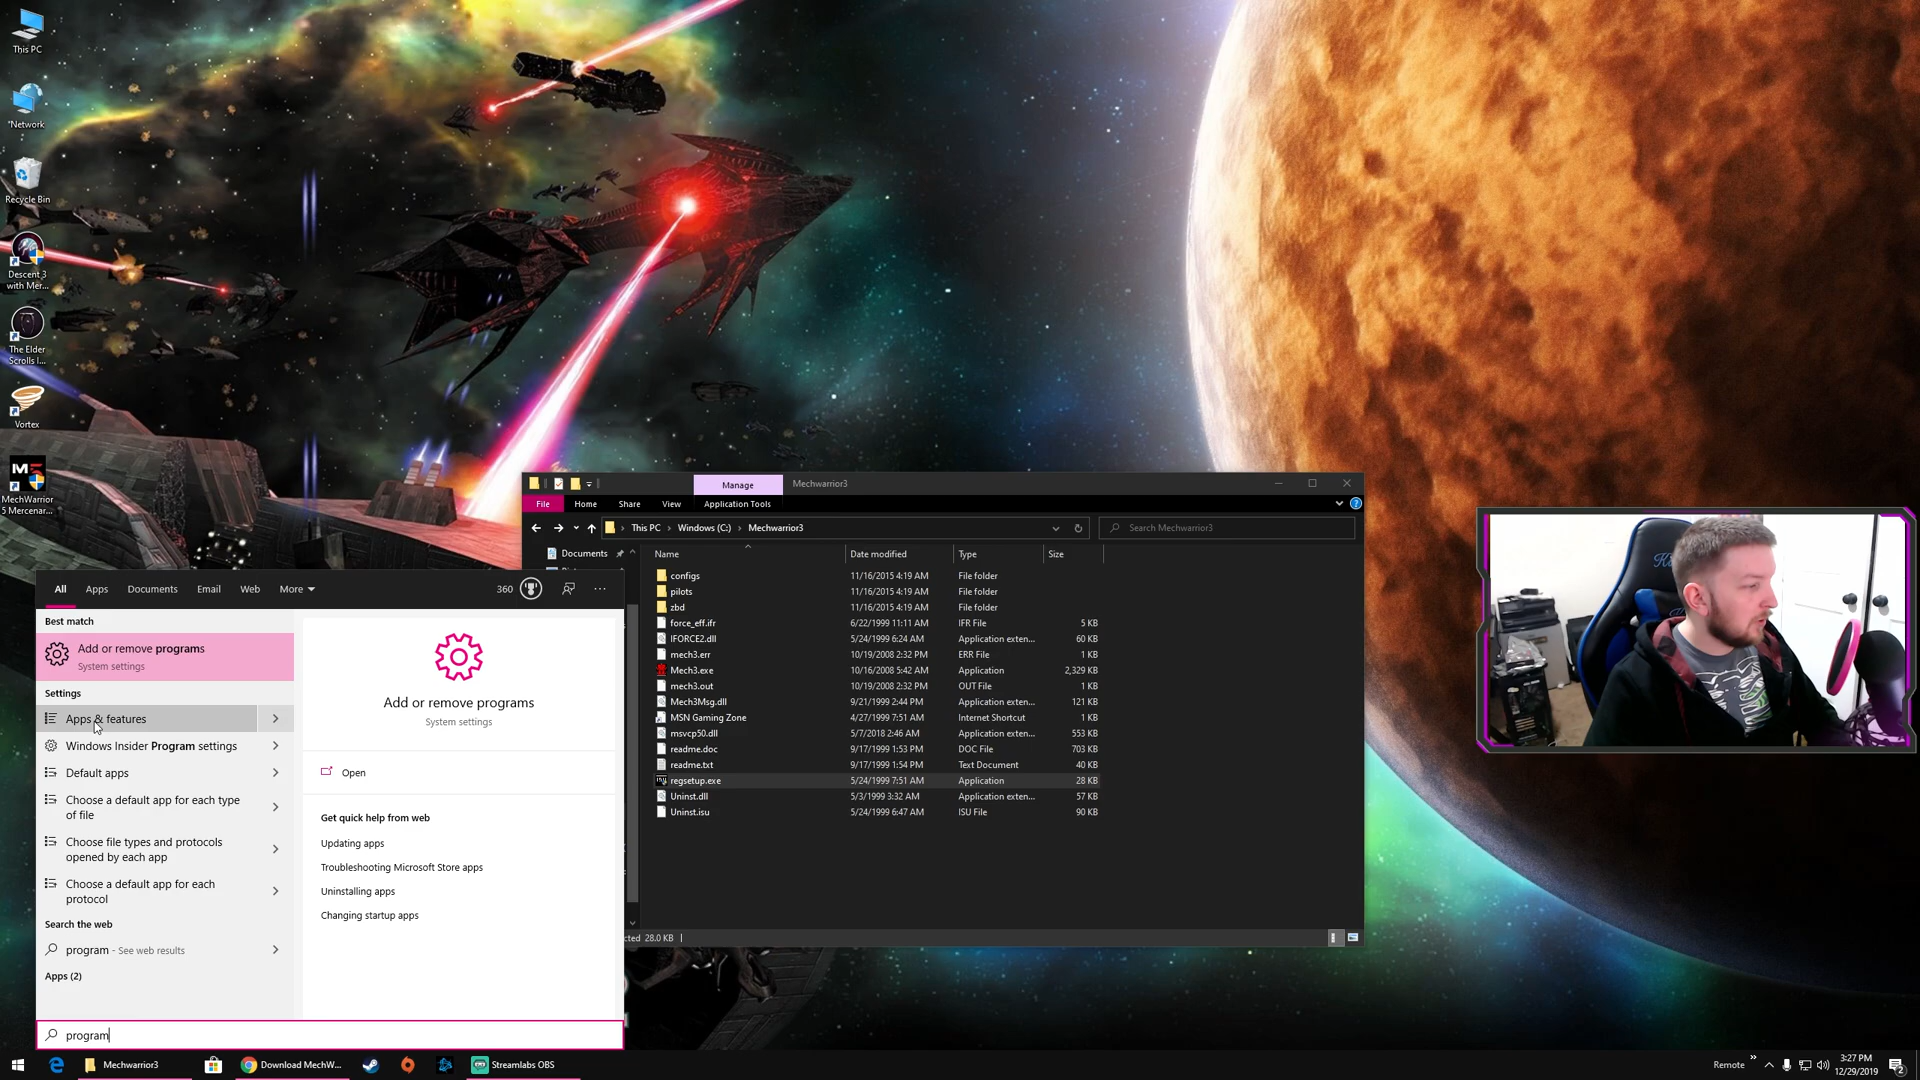 This PC
*Network
Recycle Bin
Descent 3
with Mer...
The Elder
Scrolls I...
Vortex
M5
MechWarrior
5 Mercenar...
Manage
Mechwarrior3
File
Home
Share
View
Application Tools
This PC
Windows (C:)
Mechwarrior3
Search Mechwarrior3
Documents
Name
Date modified
Type
Size
configs 11/16/2015 4:19 AM File folder
pilots 11/16/2015 4:19 AM File folder
zbd 11/16/2015 4:19 AM File folder
force_eff.ifr 6/22/1999 11:11 AM IFR File 5 KB
IFORCE2.dll 5/24/1999 6:24 AM Application exten... 60 KB
mech3.err 10/19/2008 2:32 PM ERR File 1 KB
Mech3.exe 10/16/2008 5:42 AM Application 2,329 KB
mech3.out 10/19/2008 2:32 PM OUT File 1 KB
Mech3Msg.dll 9/21/1999 2:44 PM Application exten... 121 KB
MSN Gaming Zone 4/27/1999 7:51 AM Internet Shortcut 1 KB
msvcp50.dll 5/7/2018 2:46 AM Application exten... 553 KB
readme.doc 9/17/1999 1:53 PM DOC File 703 KB
readme.txt 9/17/1999 1:54 PM Text Document 40 KB
regsetup.exe 5/24/1999 7:51 AM Application 28 KB
Uninst.dll 5/3/1999 3:32 AM Application exten... 57 KB
Uninst.isu 5/24/1999 6:47 AM ISU File 90 KB
cted 28.0 KB
All
Apps
Documents
Email
Web
More
360
Best match
Add or remove programs
System settings
Settings
Apps & features
Windows Insider Program settings
Default apps
Choose a default app for each type
of file
Choose file types and protocols
opened by each app
Choose a default app for each
protocol
Search the web
program - See web results
Apps (2)
Add or remove programs
System settings
Open
Get quick help from web
Updating apps
Troubleshooting Microsoft Store apps
Uninstalling apps
Changing startup apps
program
Mechwarrior3
Download MechW...
Streamlabs OBS
Remote
3:27 PM
12/29/2019
2